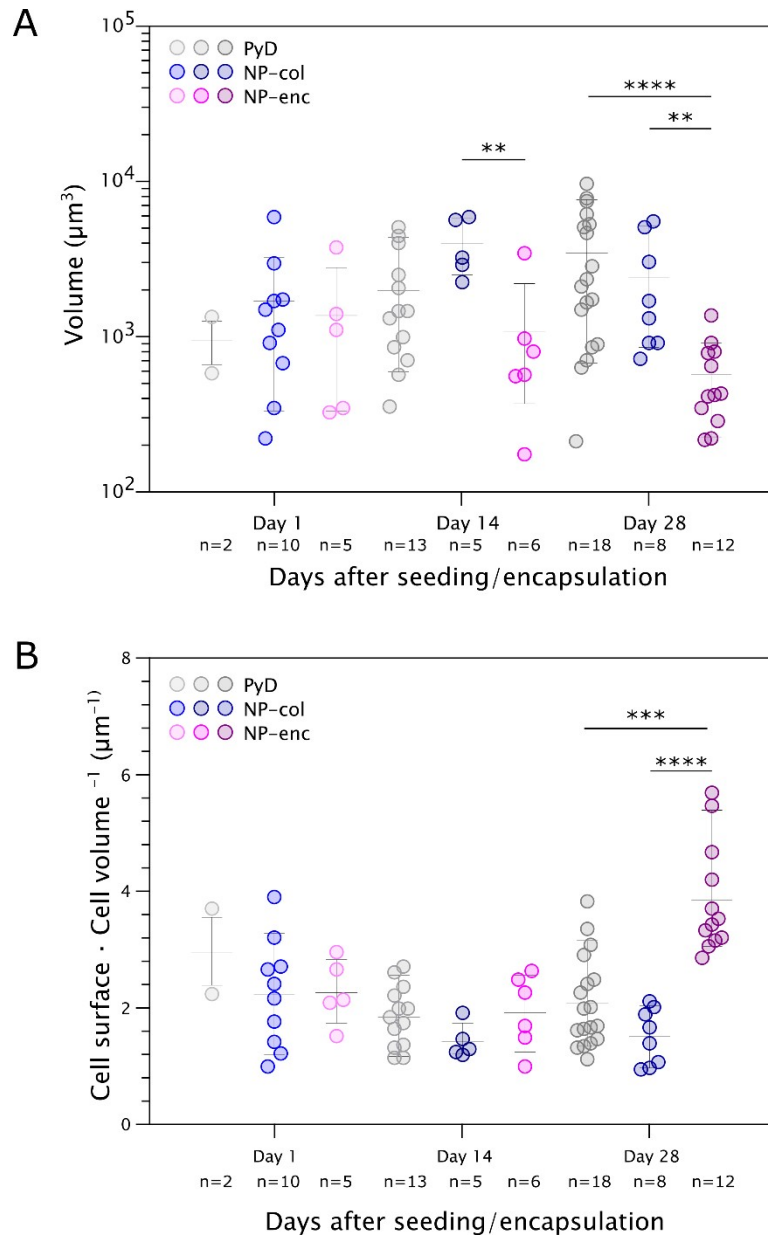 A
10⁵
PyD
NP-col
NP-enc
****
**
**
10⁴
10³
10²
Volume (µm³)
Day 1 Day 14 Day 28
n=2 n=10 n=5 n=13 n=5 n=6 n=18 n=8 n=12
Days after seeding/encapsulation
B
8
PyD
NP-col
NP-enc
***
****
6
4
2
0
Cell surface · Cell volume ⁻¹ (µm⁻¹)
Day 1 Day 14 Day 28
n=2 n=10 n=5 n=13 n=5 n=6 n=18 n=8 n=12
Days after seeding/encapsulation